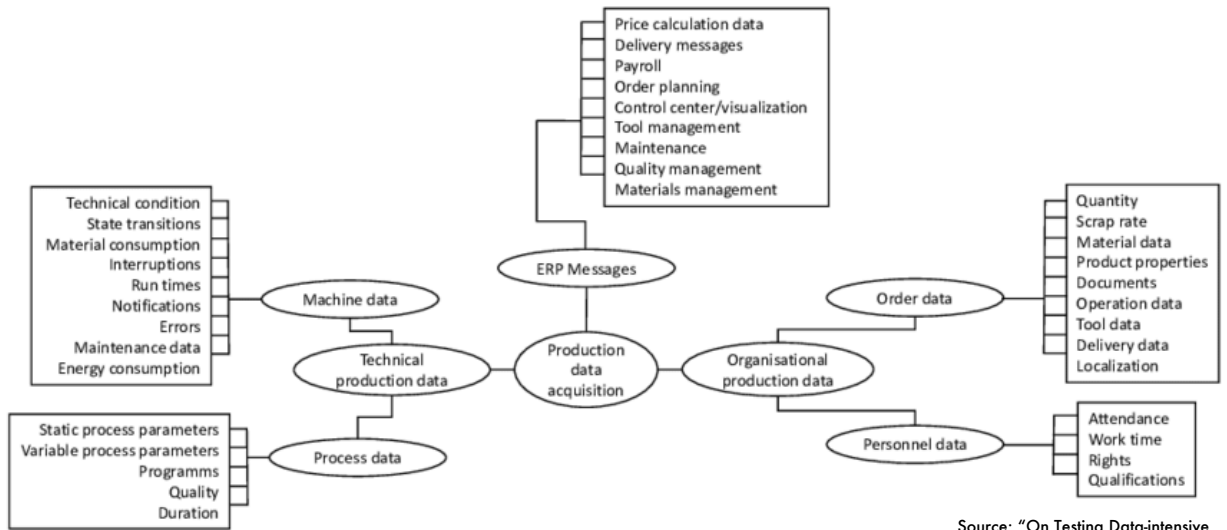 Price calculation data
Delivery messages
Payroll
Order planning
Control center/visualization
Tool management
Maintenance
Quality management
Materials management
Technical condition
State transitions
Material consumption
Interruptions
Run times
Notifications
Errors
Maintenance data
Energy consumption
Machine data
ERP Messages
Order data
Quantity
Scrap rate
Material data
Product properties
Documents
Operation data
Tool data
Delivery data
Localization
Technical
production data
Production
data
acquisition
Organisational
production data
Static process parameters
Variable process parameters
Programms
Quality
Duration
Process data
Personnel data
Attendance
Work time
Rights
Qualifications
Source: “On Testing Data-intensive